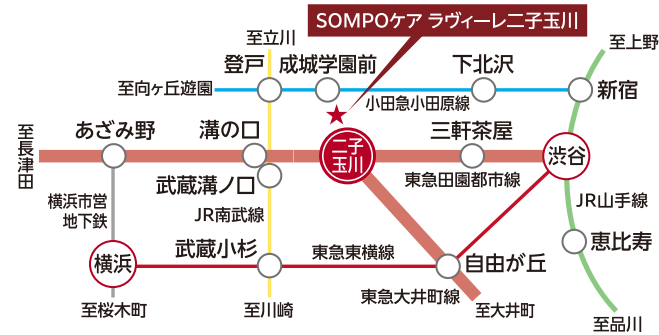 SOMPOケア ラヴィーレ二子玉川
至立川
至上野
登戸
成城学園前
下北沢
至向ヶ丘遊園
新宿
小田急小田原線
至長津田
あざみ野
溝の口
二子
玉川
三軒茶屋
渋谷
武蔵溝ノ口
東急田園都市線
横浜市営
地下鉄
JR南武線
JR山手線
武蔵小杉
東急東横線
恵比寿
横浜
自由が丘
東急大井町線
至桜木町
至川崎
至大井町
至品川